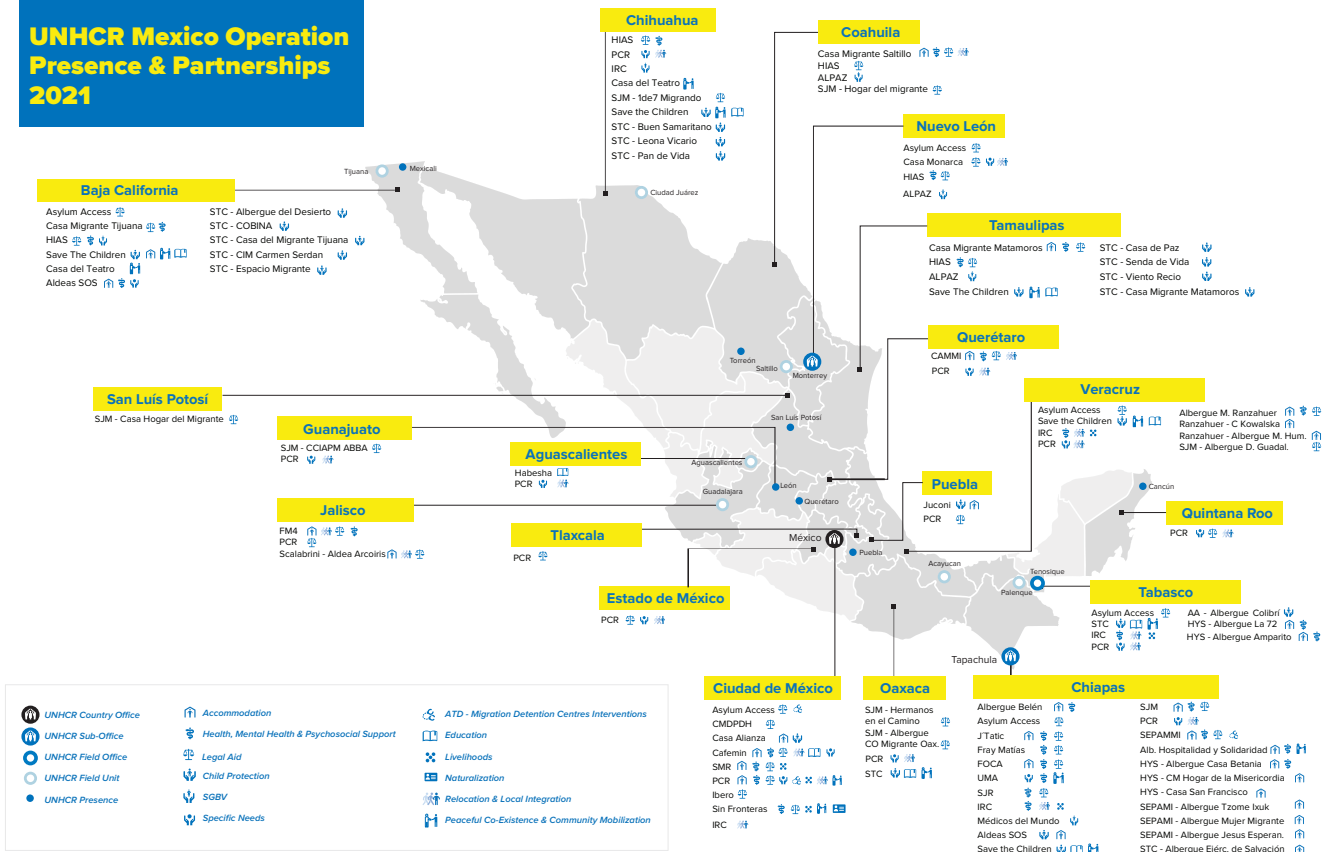 UNHCR Mexico Operation
Presence & Partnerships
2021
Chihuahua
HIAS
PCR
IRC
Casa del Teatro
SJM - 1de7 Migrando
Save the Children
STC - Buen Samaritano
STC - Leona Vicario
STC - Pan de Vida
Coahuila
Casa Migrante Saltillo
HIAS
ALPAZ
SJM - Hogar del migrante
Nuevo León
Asylum Access
Casa Monarca
HIAS
ALPAZ
Tijuana
Mexicali
Ciudad Juárez
Baja California
Asylum Access
Casa Migrante Tijuana
HIAS
Save The Children
Casa del Teatro
Aldeas SOS
STC - Albergue del Desierto
STC - COBINA
STC - Casa del Migrante Tijuana
STC - CIM Carmen Serdan
STC - Espacio Migrante
Tamaulipas
Casa Migrante Matamoros
HIAS
ALPAZ
Save The Children
STC - Casa de Paz
STC - Senda de Vida
STC - Viento Recio
STC - Casa Migrante Matamoros
Querétaro
CAMMI
PCR
Torreón
Saltillo
Monterrey
San Luís Potosí
SJM - Casa Hogar del Migrante
San Luis Potosí
Veracruz
Asylum Access
Save the Children
IRC
PCR
Albergue M. Ranzahuer
Ranzahuer - C Kowalska
Ranzahuer - Albergue M. Hum.
SJM - Albergue D. Guadal.
Guanajuato
SJM - CCIAPM ABBA
PCR
Aguascalientes
Habesha
PCR
Aguascalientes
Guadalajara
León
Querétaro
Puebla
Juconi
PCR
Cancún
Quintana Roo
PCR
Jalisco
FM4
PCR
Scalabrini - Aldea Arcoiris
Tlaxcala
PCR
México
Puebla
Acayucan
Tenosique
Palenque
Estado de México
PCR
Tabasco
Asylum Access
STC
IRC
PCR
AA - Albergue Colibrí
HYS - Albergue La 72
HYS - Albergue Amparito
Tapachula
Ciudad de México
Asylum Access
CMDPDH
Casa Alianza
Cafemin
SMR
PCR
Ibero
Sin Fronteras
IRC
Oaxaca
SJM - Hermanos
en el Camino
SJM - Albergue
CO Migrante Oax.
PCR
STC
Chiapas
Albergue Belén
Asylum Access
J'Tatic
Fray Matías
FOCA
UMA
SJR
IRC
Médicos del Mundo
Aldeas SOS
Save the Children
SJM
PCR
SEPAMMI
Alb. Hospitalidad y Solidaridad
HYS - Albergue Casa Betania
HYS - CM Hogar de la Misericordia
HYS - Casa San Francisco
SEPAMI - Albergue Tzome Ixuk
SEPAMI - Albergue Mujer Migrante
SEPAMI - Albergue Jesus Esperan.
STC - Albergue Ejérc. de Salvación
UNHCR Country Office
UNHCR Sub-Office
UNHCR Field Office
UNHCR Field Unit
UNHCR Presence
Accommodation
Health, Mental Health & Psychosocial Support
Legal Aid
Child Protection
SGBV
Specific Needs
ATD - Migration Detention Centres Interventions
Education
Livelihoods
Naturalization
Relocation & Local Integration
Peaceful Co-Existence & Community Mobilization